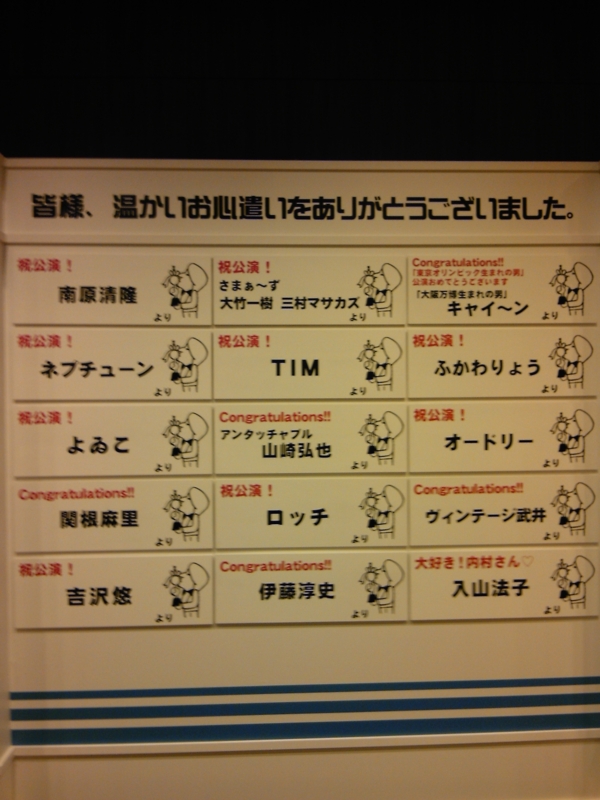 皆様、温かいお心遣いをありがとうございました。
祝公演！
南原清隆
より
祝公演！
さまぁ～ず
大竹一樹 三村マサカズ
より
Congratulations!!
「東京オリンピック生まれの男」
公演おめでとうございます
「大阪万博生まれの男」
キャイ～ン
より
祝公演！
ネプチューン
より
祝公演！
TIM
より
祝公演！
ふかわりょう
より
祝公演！
よゐこ
より
Congratulations!!
アンタッチャブル
山崎弘也
より
祝公演！
オードリー
より
Congratulations!!
関根麻里
より
祝公演！
ロッチ
より
Congratulations!!
ヴィンテージ武井
より
祝公演！
吉沢悠
より
Congratulations!!
伊藤淳史
より
大好き！内村さん♡
入山法子
より